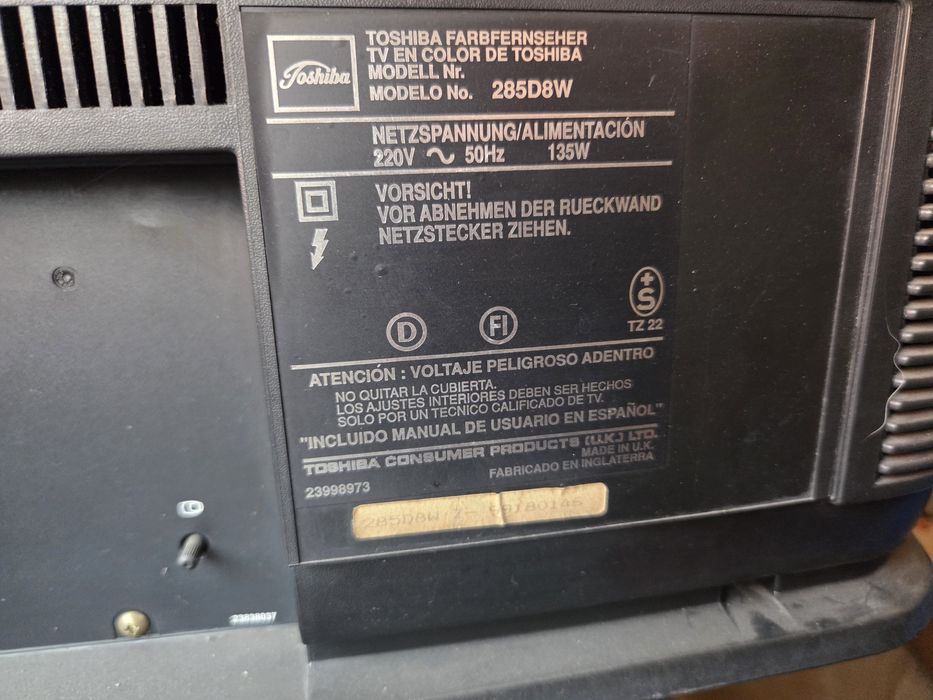 Toshiba
TOSHIBA FARBFERNSEHER
TV EN COLOR DE TOSHIBA
MODELL Nr.
MODELO No. 285D8W
NETZSPANNUNG/ALIMENTACIÓN
220V ~ 50Hz 135W
VORSICHT!
VOR ABNEHMEN DER RUECKWAND
NETZSTECKER ZIEHEN.
D FI +S
TZ 22
ATENCIÓN : VOLTAJE PELIGROSO ADENTRO
NO QUITAR LA CUBIERTA.
LOS AJUSTES INTERIORES DEBEN SER HECHOS
SOLO POR UN TECNICO CALIFICADO DE TV.
"INCLUIDO MANUAL DE USUARIO EN ESPAÑOL"
TOSHIBA CONSUMER PRODUCTS (U.K.) LTD.
MADE IN U.K.
FABRICADO EN INGLATERRA
23998973
285D8W
23838037